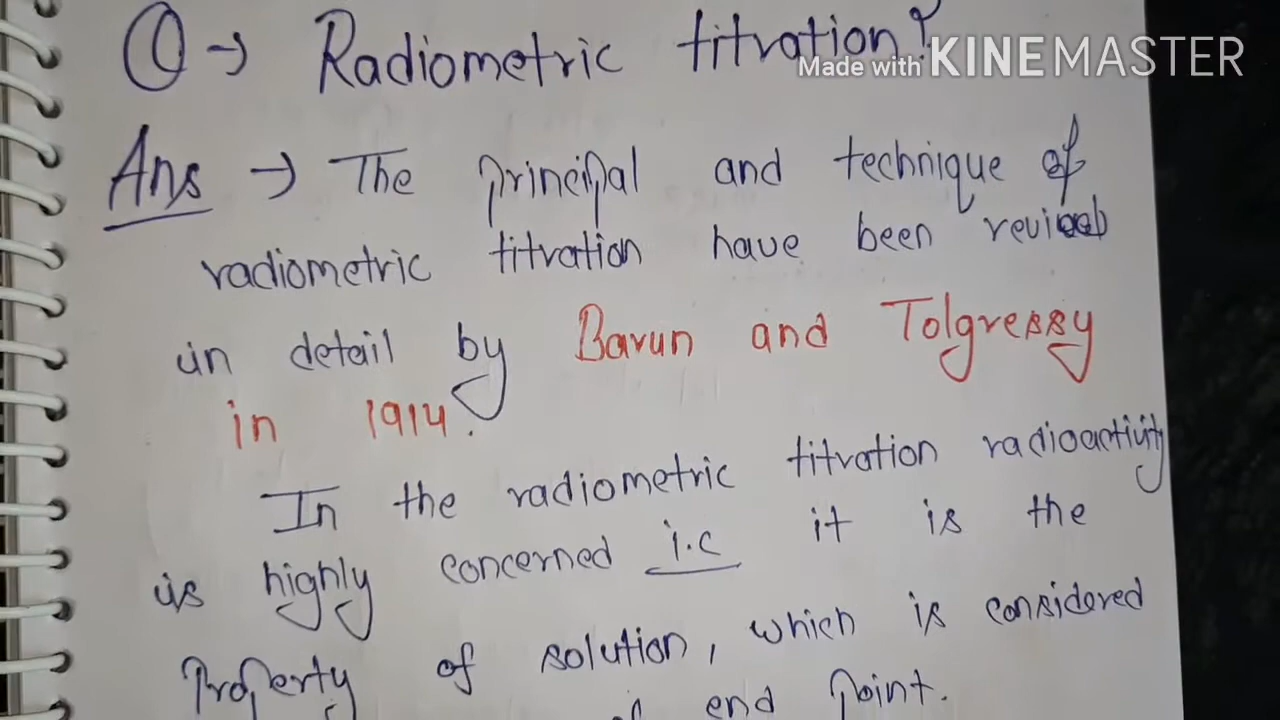 Q → Radiometric titration?
Made with KINEMASTER
Ans → The principal and technique of
radiometric titration have been
in detail by Barun and Tolgressy
in 1914.
In the radiometric titration radioactivity
is highly concerned i.c it is the
Property of solution, which is considered
of end point.